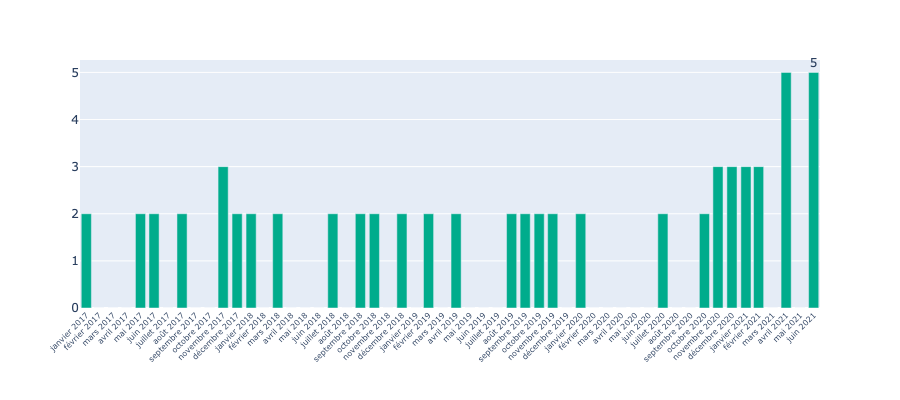 5
5
4
3
2
1
0
janvier 2017
février 2017
mars 2017
avril 2017
mai 2017
juin 2017
juillet 2017
août 2017
septembre 2017
octobre 2017
novembre 2017
décembre 2017
janvier 2018
février 2018
mars 2018
avril 2018
mai 2018
juin 2018
juillet 2018
août 2018
septembre 2018
octobre 2018
novembre 2018
décembre 2018
janvier 2019
février 2019
mars 2019
avril 2019
mai 2019
juin 2019
juillet 2019
août 2019
septembre 2019
octobre 2019
novembre 2019
décembre 2019
janvier 2020
février 2020
mars 2020
avril 2020
mai 2020
juin 2020
juillet 2020
août 2020
septembre 2020
octobre 2020
novembre 2020
décembre 2020
janvier 2021
février 2021
mars 2021
avril 2021
mai 2021
juin 2021